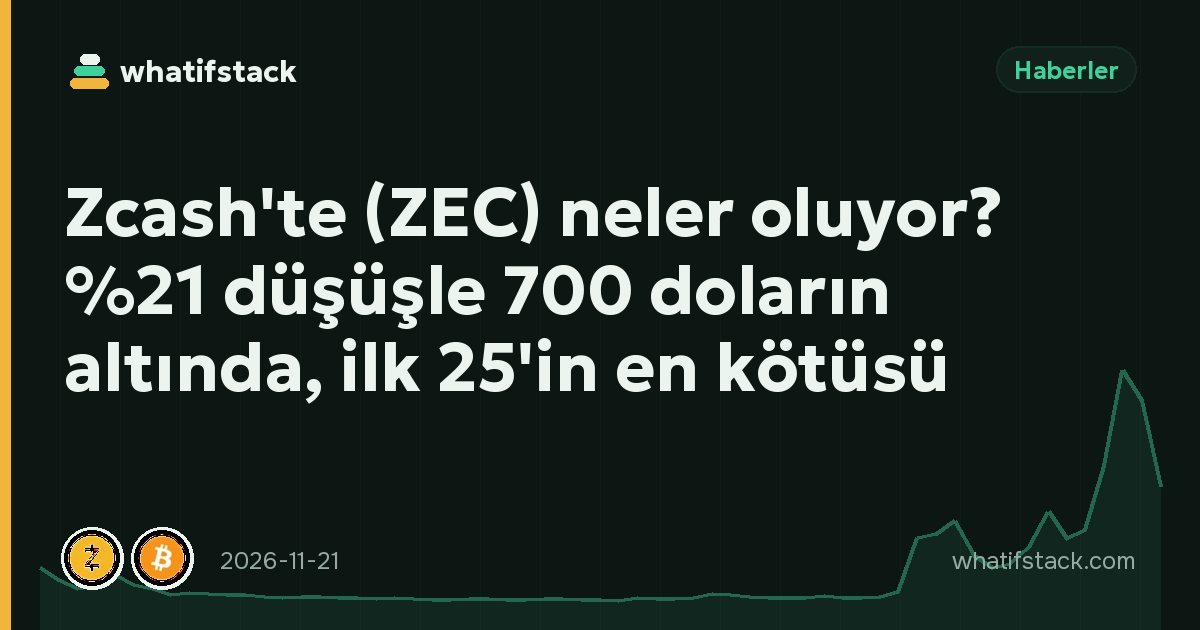 whatifstack
Haberler
Zcash'te (ZEC) neler oluyor?
%21 düşüşle 700 doların
altında, ilk 25'in en kötüsü
2026-11-21
whatifstack.com